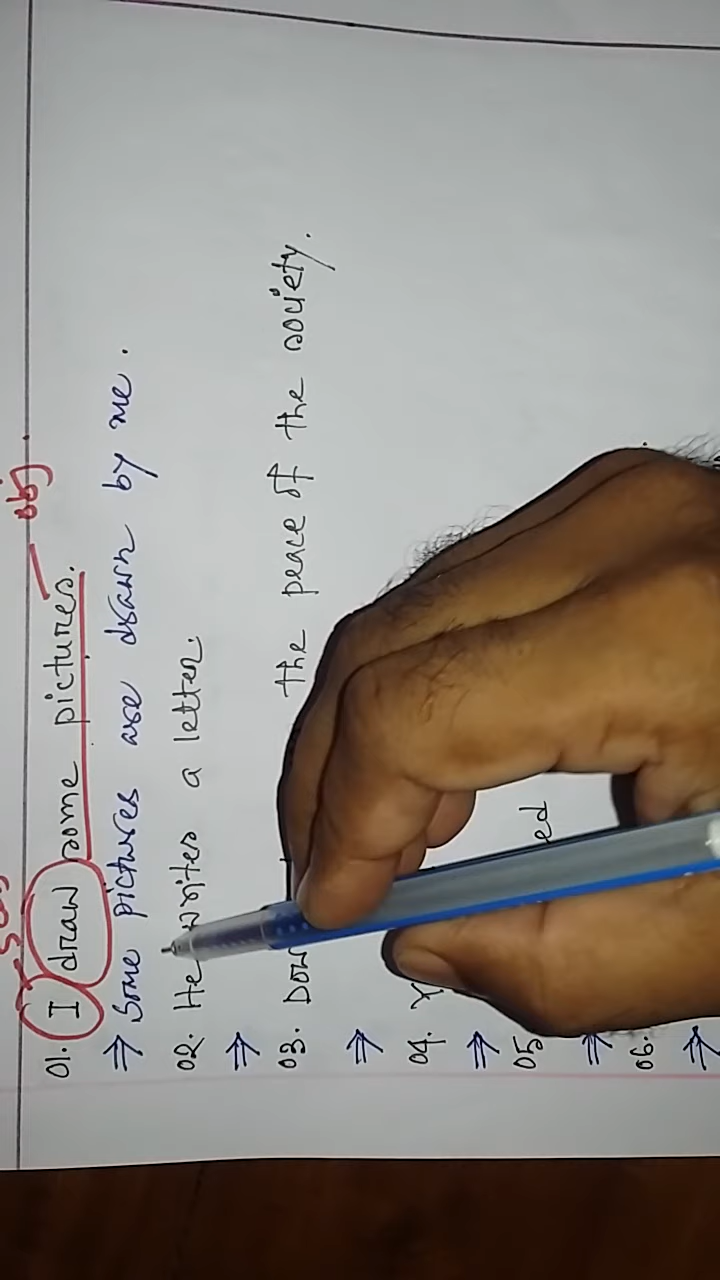 obj.
01. I draw some pictures.
⇒ Some pictures are drawn by me.
02. He writes a letter.
⇒
03. the peace of the society.
⇒
04.
⇒
05
⇒
06.
⇒